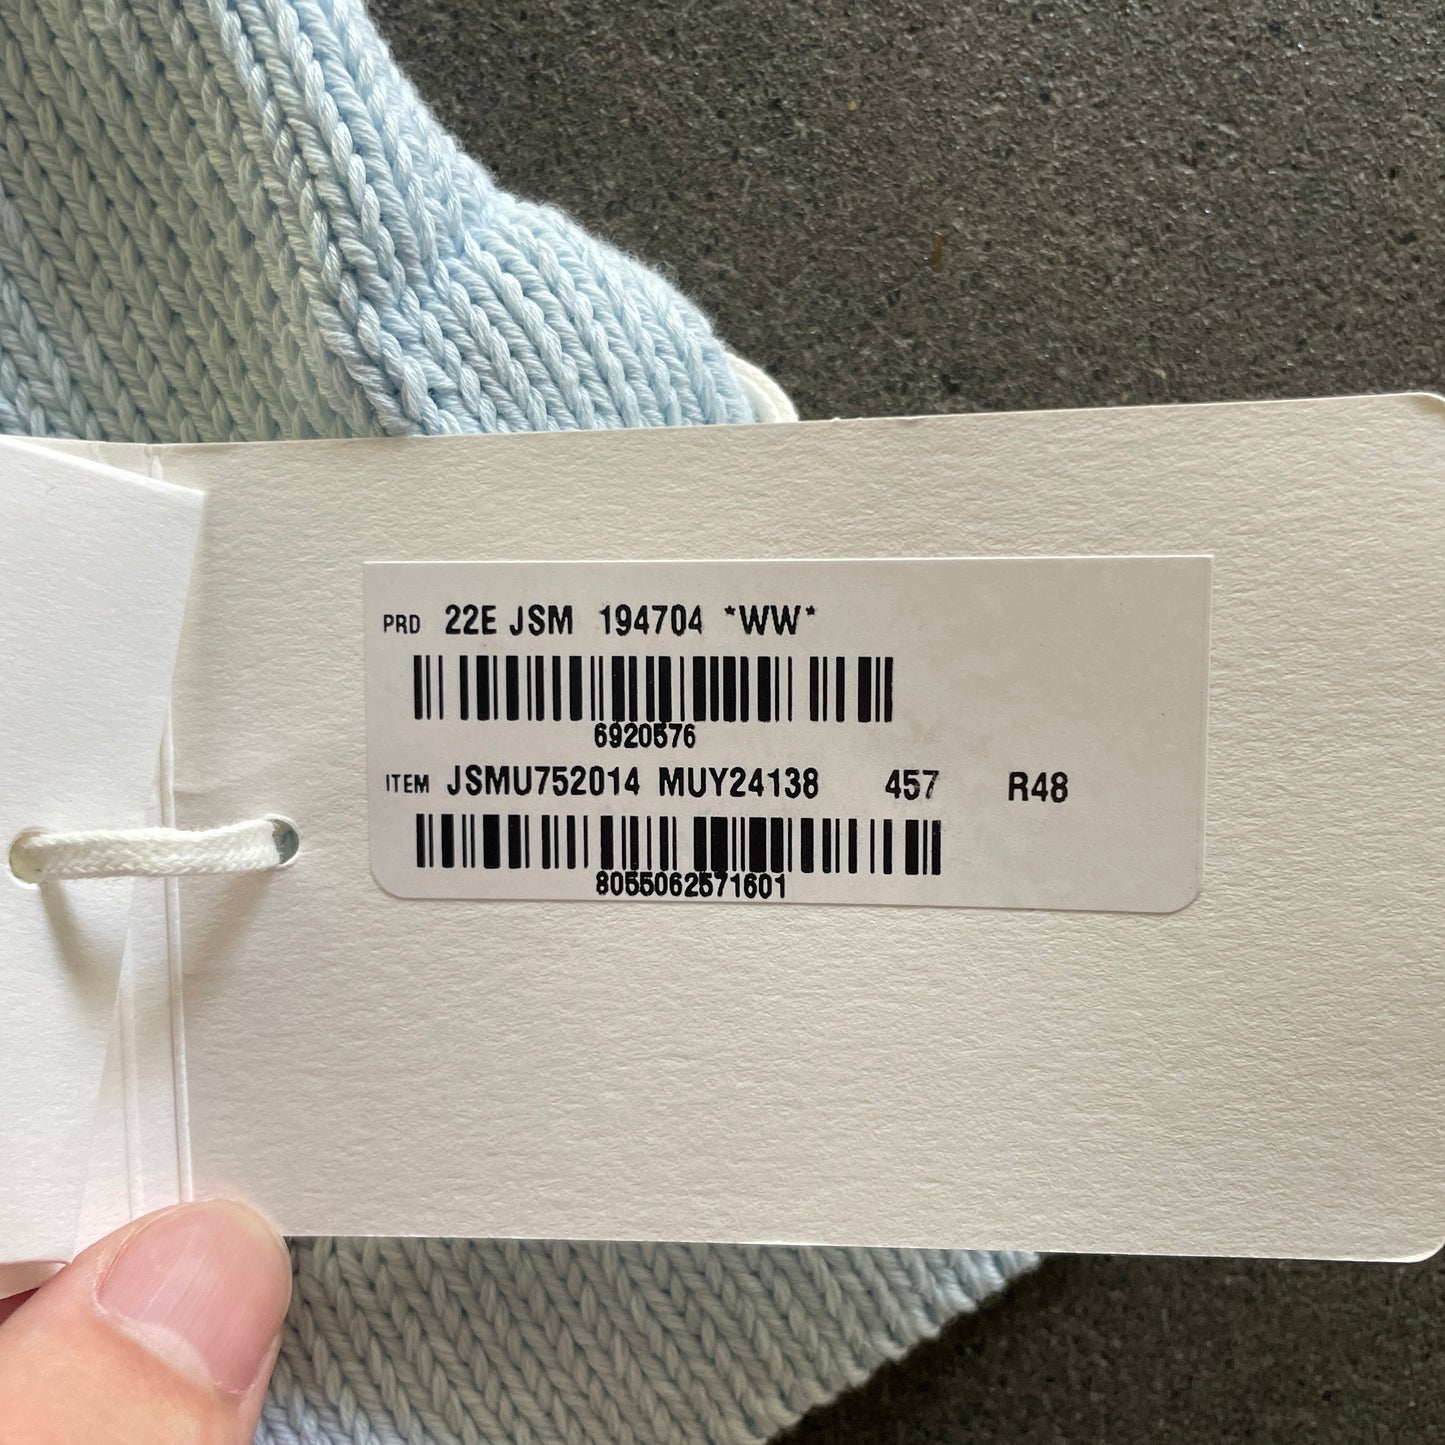 PRD 22E JSM 194704 *WW*
6920576
ITEM JSMU752014 MUY24138 457 R48
8055062571601